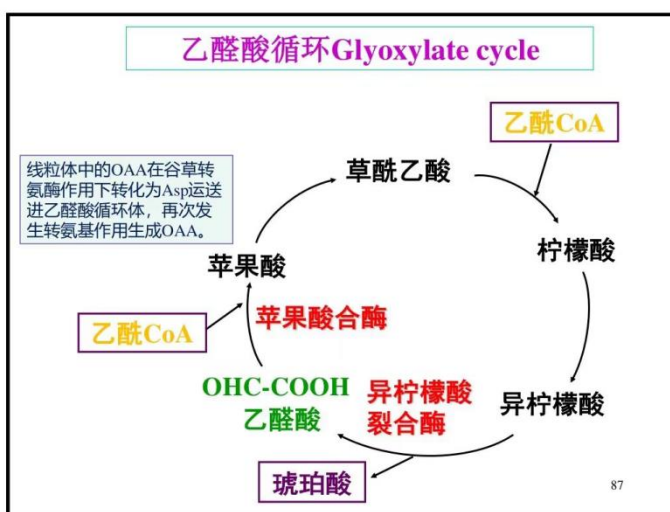 乙醛酸循环Glyoxylate cycle
乙酰CoA
线粒体中的OAA在谷草转
氨酶作用下转化为Asp运送
进乙醛酸循环体，再次发
生转氨基作用生成OAA。
草酰乙酸
柠檬酸
苹果酸
乙酰CoA
苹果酸合酶
OHC-COOH
乙醛酸
异柠檬酸
裂合酶
异柠檬酸
琥珀酸
87